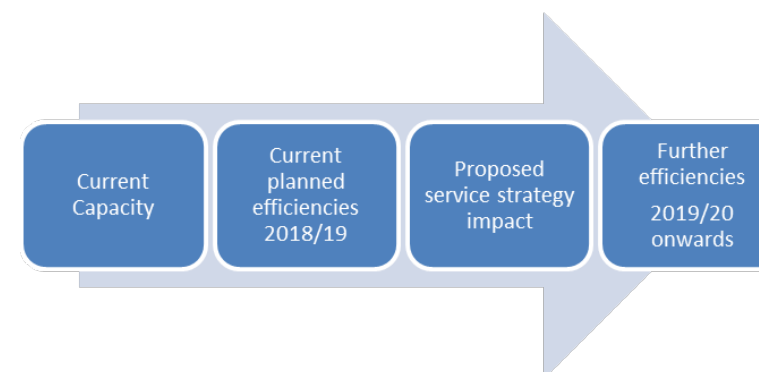 Current
Capacity
Current
planned
efficiencies
2018/19
Proposed
service strategy
impact
Further
efficiencies
2019/20
onwards